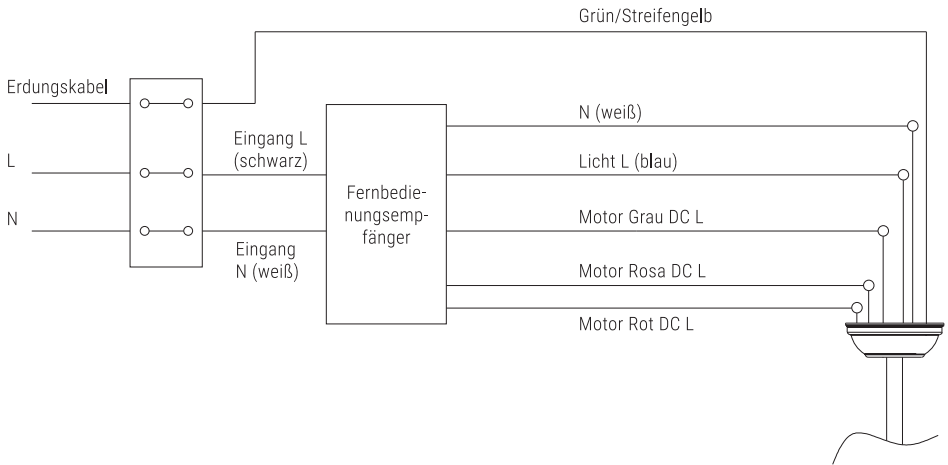 Grün/Streifengelb
Erdungskabel
L
N
Eingang L
(schwarz)
Eingang
N (weiß)
Fernbedie-
nungsemp-
fänger
N (weiß)
Licht L (blau)
Motor Grau DC L
Motor Rosa DC L
Motor Rot DC L